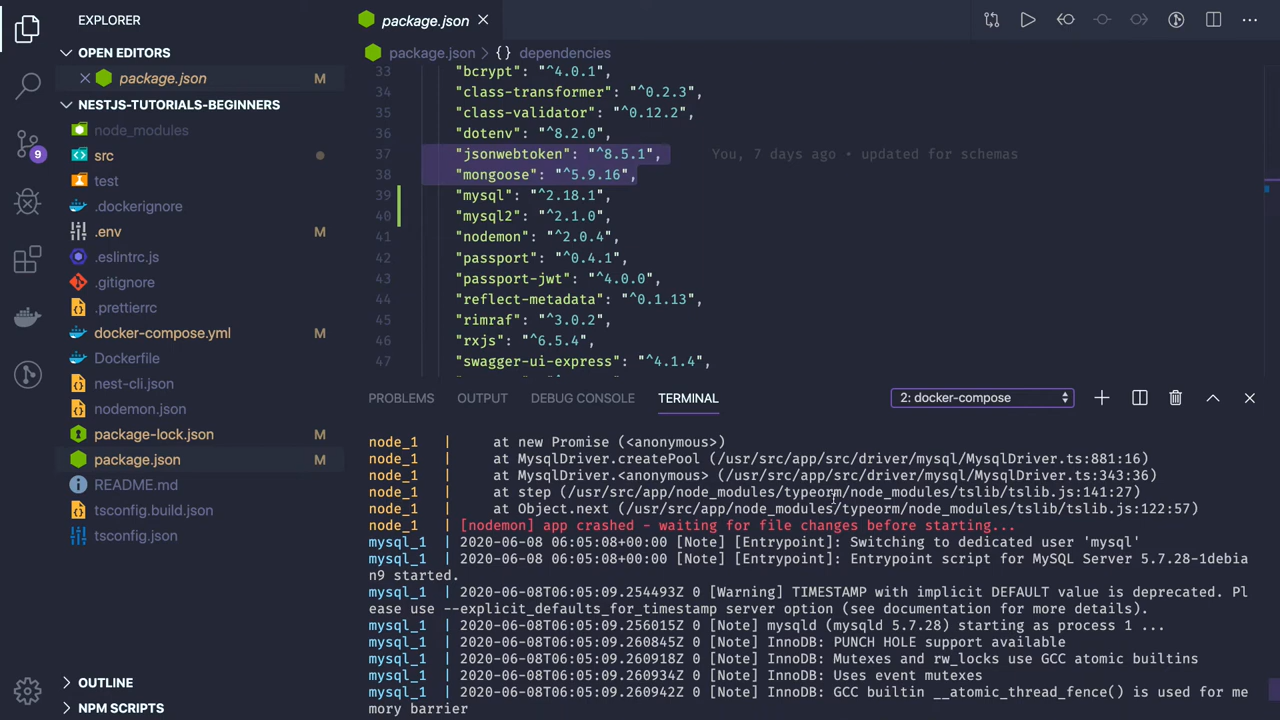 EXPLORER
OPEN EDITORS
package.json M
NESTJS-TUTORIALS-BEGINNERS
node_modules
src
test
.dockerignore
.env M
.eslintrc.js
.gitignore
.prettierrc
docker-compose.yml M
Dockerfile
nest-cli.json
nodemon.json
package-lock.json M
package.json M
README.md
tsconfig.build.json
tsconfig.json
OUTLINE
NPM SCRIPTS
9
package.json
package.json > {} dependencies
33 "bcrypt": "^4.0.1",
34 "class-transformer": "^0.2.3",
35 "class-validator": "^0.12.2",
36 "dotenv": "^8.2.0",
37 "jsonwebtoken": "^8.5.1", You, 7 days ago • updated for schemas
38 "mongoose": "^5.9.16",
39 "mysql": "^2.18.1",
40 "mysql2": "^2.1.0",
41 "nodemon": "^2.0.4",
42 "passport": "^0.4.1",
43 "passport-jwt": "^4.0.0",
44 "reflect-metadata": "^0.1.13",
45 "rimraf": "^3.0.2",
46 "rxjs": "^6.5.4",
47 "swagger-ui-express": "^4.1.4",
PROBLEMS OUTPUT DEBUG CONSOLE TERMINAL 2: docker-compose
node_1 | at new Promise (<anonymous>)
node_1 | at MysqlDriver.createPool (/usr/src/app/src/driver/mysql/MysqlDriver.ts:881:16)
node_1 | at MysqlDriver.<anonymous> (/usr/src/app/src/driver/mysql/MysqlDriver.ts:343:36)
node_1 | at step (/usr/src/app/node_modules/typeorm/node_modules/tslib/tslib.js:141:27)
node_1 | at Object.next (/usr/src/app/node_modules/typeorm/node_modules/tslib/tslib.js:122:57)
node_1 | [nodemon] app crashed - waiting for file changes before starting...
mysql_1 | 2020-06-08 06:05:08+00:00 [Note] [Entrypoint]: Switching to dedicated user 'mysql'
mysql_1 | 2020-06-08 06:05:08+00:00 [Note] [Entrypoint]: Entrypoint script for MySQL Server 5.7.28-1debia
n9 started.
mysql_1 | 2020-06-08T06:05:09.254493Z 0 [Warning] TIMESTAMP with implicit DEFAULT value is deprecated. Pl
ease use --explicit_defaults_for_timestamp server option (see documentation for more details).
mysql_1 | 2020-06-08T06:05:09.256015Z 0 [Note] mysqld (mysqld 5.7.28) starting as process 1 ...
mysql_1 | 2020-06-08T06:05:09.260845Z 0 [Note] InnoDB: PUNCH HOLE support available
mysql_1 | 2020-06-08T06:05:09.260918Z 0 [Note] InnoDB: Mutexes and rw_locks use GCC atomic builtins
mysql_1 | 2020-06-08T06:05:09.260934Z 0 [Note] InnoDB: Uses event mutexes
mysql_1 | 2020-06-08T06:05:09.260942Z 0 [Note] InnoDB: GCC builtin __atomic_thread_fence() is used for me
mory barrier